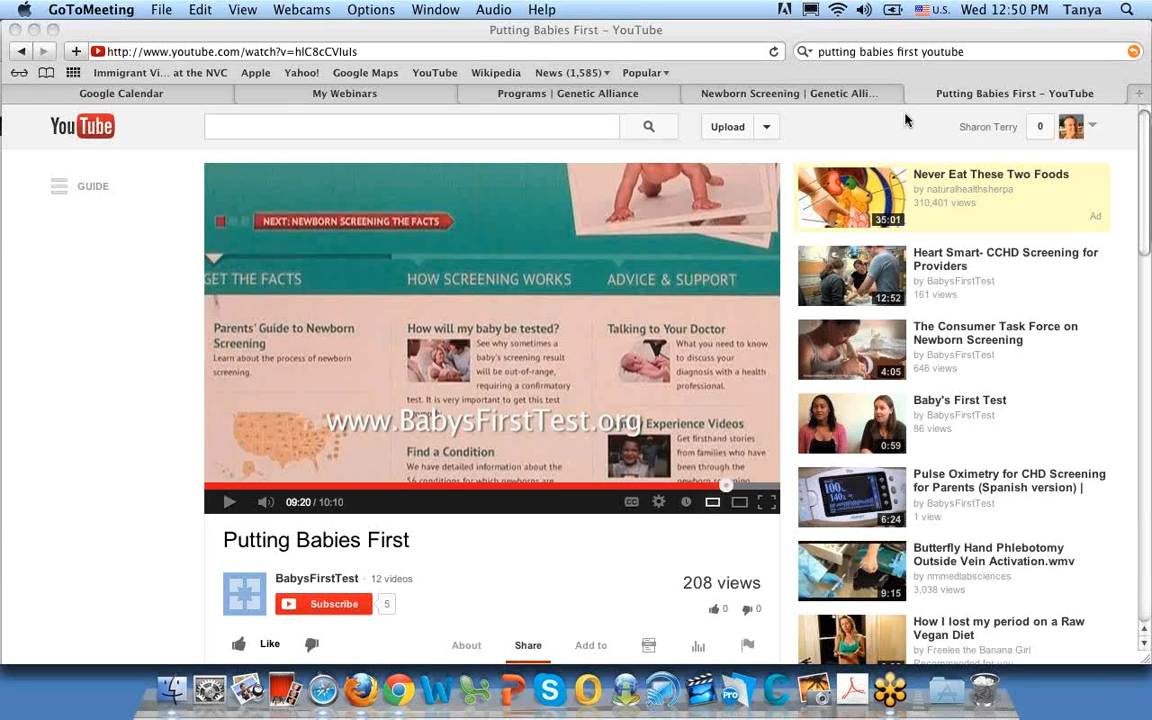 GoToMeeting File Edit View Webcams Options Window Audio Help U.S. Wed 12:50 PM Tanya
Putting Babies First – YouTube
http://www.youtube.com/watch?v=hlC8cCVIuIs
putting babies first youtube
Immigrant Vi... at the NVC Apple Yahoo! Google Maps YouTube Wikipedia News (1,585) Popular
Google Calendar
My Webinars
Programs | Genetic Alliance
Newborn Screening | Genetic Alli...
Putting Babies First – YouTube
YouTube
Upload
Sharon Terry
0
GUIDE
NEXT: NEWBORN SCREENING THE FACTS
GET THE FACTS
HOW SCREENING WORKS
ADVICE & SUPPORT
Parents' Guide to Newborn
Screening
Learn about the process of newborn
screening.
How will my baby be tested?
See why sometimes a
baby's screening result
will be out-of-range,
requiring a confirmatory
test. It is very important to get this test
Find a Condition
We have detailed information about the
Talking to Your Doctor
What you need to know
to discuss your
diagnosis with a health
professional.
Experience Videos
Get firsthand stories
from families who have
been through the
www.BabysFirstTest.org
09:20 / 10:10
CC
Putting Babies First
BabysFirstTest · 12 videos
Subscribe
5
208 views
0 0
Like
About
Share
Add to
Never Eat These Two Foods
by naturalhealthsherpa
310,401 views
Ad
35:01
Heart Smart- CCHD Screening for
Providers
by BabysFirstTest
161 views
12:52
The Consumer Task Force on
Newborn Screening
by BabysFirstTest
646 views
4:05
Baby's First Test
by BabysFirstTest
86 views
0:59
Pulse Oximetry for CHD Screening
for Parents (Spanish version) |
by BabysFirstTest
1 view
6:24
Butterfly Hand Phlebotomy
Outside Vein Activation.wmv
by nmmedlabsciences
3,038 views
9:15
How I lost my period on a Raw
Vegan Diet
by Freelee the Banana Girl